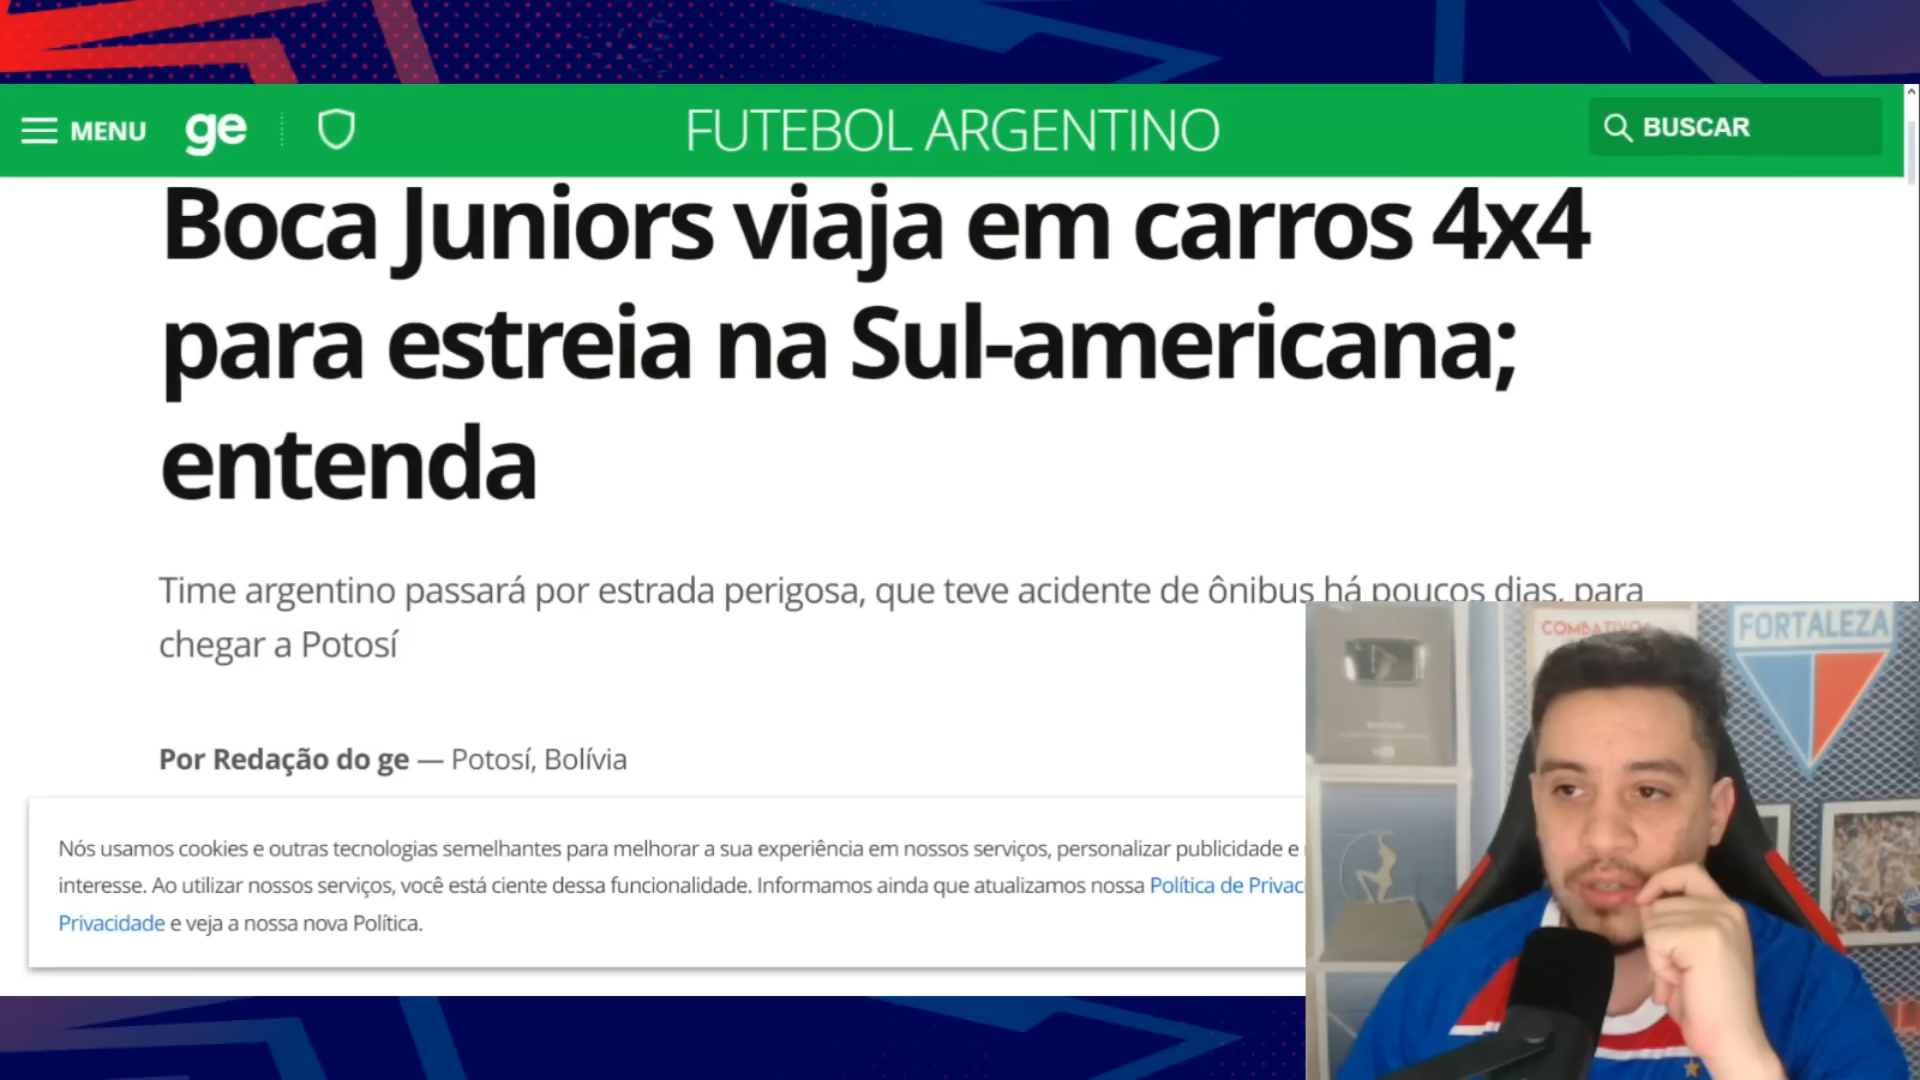 MENU
ge
FUTEBOL ARGENTINO
BUSCAR
Boca Juniors viaja em carros 4x4
para estreia na Sul-americana;
entenda
Time argentino passará por estrada perigosa, que teve acidente de ônibus há poucos dias, para
chegar a Potosí
Por Redação do ge — Potosí, Bolívia
Nós usamos cookies e outras tecnologias semelhantes para melhorar a sua experiência em nossos serviços, personalizar publicidade e
interesse. Ao utilizar nossos serviços, você está ciente dessa funcionalidade. Informamos ainda que atualizamos nossa Política de Privac
Privacidade e veja a nossa nova Política.
COMBATIVOS
FORTALEZA